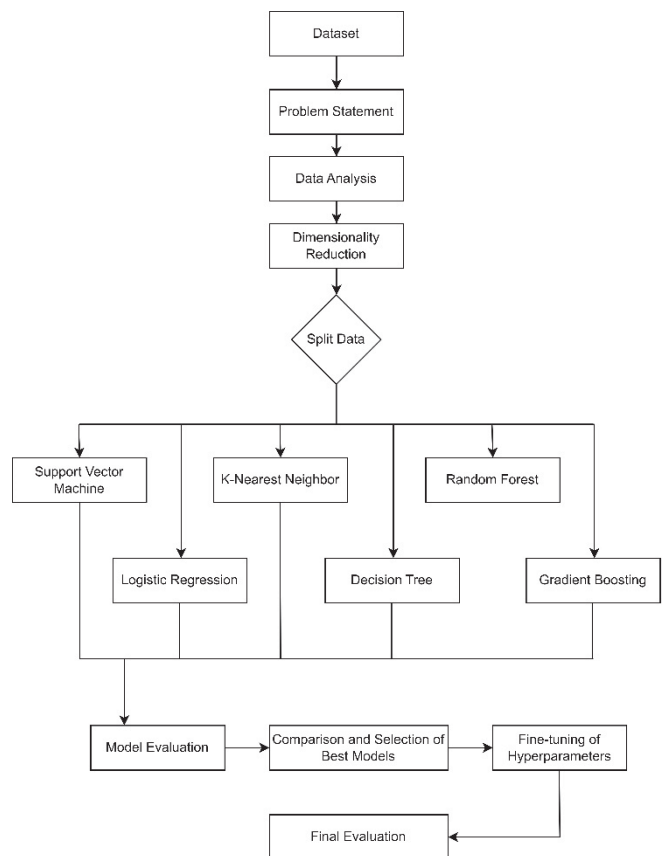 Dataset
Problem Statement
Data Analysis
Dimensionality
Reduction
Split Data
Support Vector
Machine
K-Nearest Neighbor
Random Forest
Logistic Regression
Decision Tree
Gradient Boosting
Model Evaluation
Comparison and Selection of
Best Models
Fine-tuning of
Hyperparameters
Final Evaluation